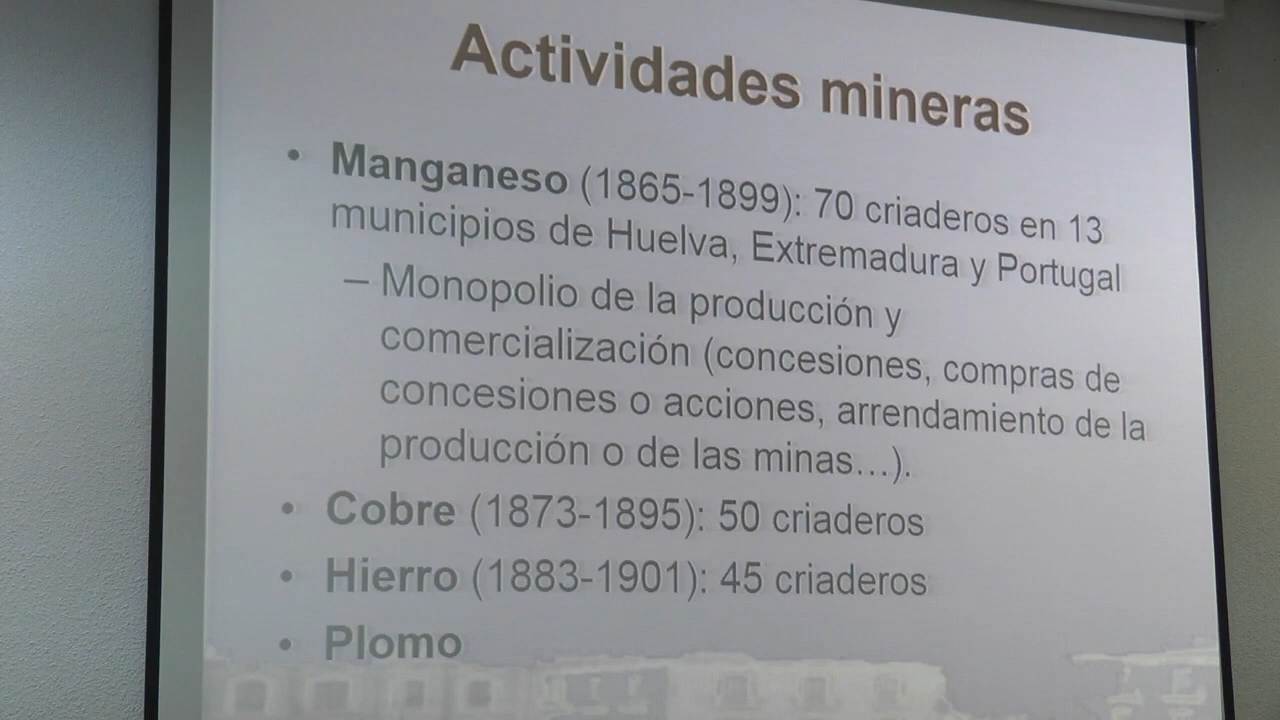 Actividades mineras
• Manganeso (1865-1899): 70 criaderos en 13
municipios de Huelva, Extremadura y Portugal
– Monopolio de la producción y
comercialización (concesiones, compras de
concesiones o acciones, arrendamiento de la
producción o de las minas…).
• Cobre (1873-1895): 50 criaderos
• Hierro (1883-1901): 45 criaderos
• Plomo